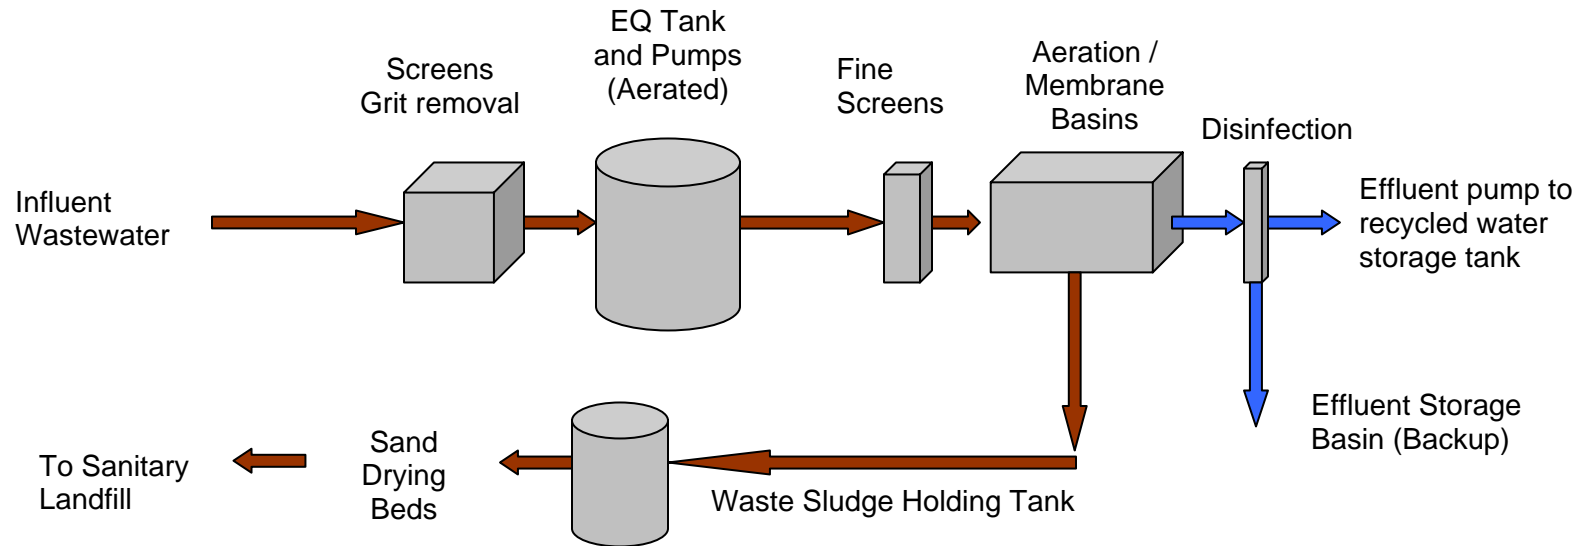 EQ Tank
and Pumps
(Aerated)
Screens
Grit removal
Fine
Screens
Aeration /
Membrane
Basins
Disinfection
Influent
Wastewater
Effluent pump to
recycled water
storage tank
Effluent Storage
Basin (Backup)
To Sanitary
Landfill
Sand
Drying
Beds
Waste Sludge Holding Tank